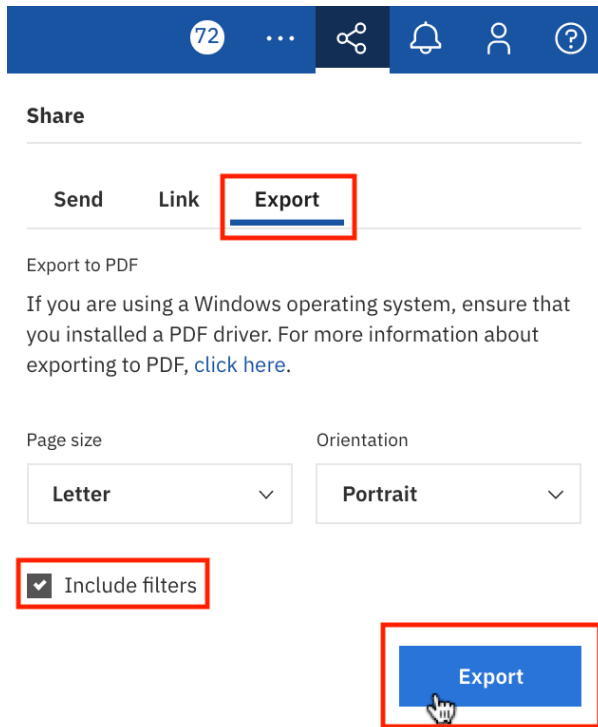 72
Share
Send Link Export
Export to PDF
If you are using a Windows operating system, ensure that
you installed a PDF driver. For more information about
exporting to PDF, click here.
Page size Orientation
Letter Portrait
Include filters
Export